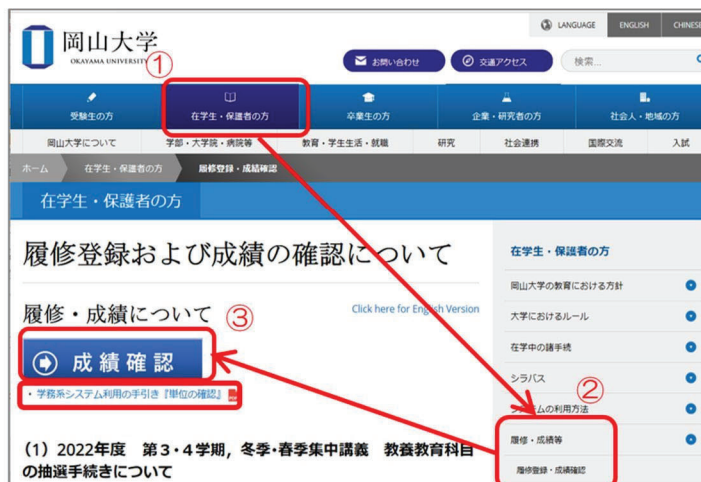 LANGUAGE ENGLISH CHINESE
岡山大学
OKAYAMA UNIVERSITY
①
お問い合わせ 交通アクセス 検索...
受験生の方 在学生・保護者の方 卒業生の方 企業・研究者の方 社会人・地域の方
岡山大学について 学部・大学院・病院等 教育・学生生活・就職 研究 社会連携 国際交流 入試
ホーム 在学生・保護者の方 履修登録・成績確認
在学生・保護者の方
履修登録および成績の確認について
履修・成績について ③ Click here for English Version
成績確認
・学務系システム利用の手引き『単位の確認』 PDF
(1)2022年度 第3・4学期，冬季・春季集中講義 教養教育科目
の抽選手続きについて
在学生・保護者の方
岡山大学の教育における方針
大学におけるルール
在学中の諸手続
シラバス
②
システムの利用方法
履修・成績等
履修登録・成績確認